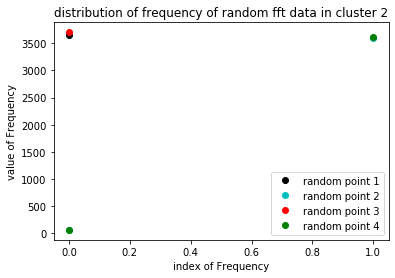 distribution of frequency of random fft data in cluster 2
value of Frequency
3500
3000
2500
2000
1500
1000
500
0
random point 1
random point 2
random point 3
random point 4
0.0 0.2 0.4 0.6 0.8 1.0
index of Frequency